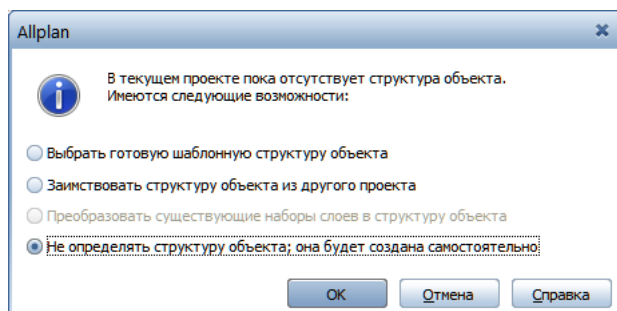 Allplan
В текущем проекте пока отсутствует структура объекта.
Имеются следующие возможности:
Выбрать готовую шаблонную структуру объекта
Заимствовать структуру объекта из другого проекта
Преобразовать существующие наборы слоев в структуру объекта
Не определять структуру объекта; она будет создана самостоятельно
ОК Отмена Справка